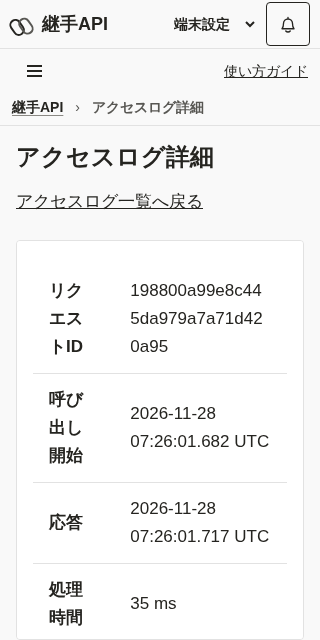 継手API 端末設定
使い方ガイド
継手API › アクセスログ詳細
アクセスログ詳細
アクセスログ一覧へ戻る
リク
エス
トID
198800a99e8c44
5da979a7a71d42
0a95
呼び
出し
開始
2026-11-28
07:26:01.682 UTC
応答
2026-11-28
07:26:01.717 UTC
処理
時間
35 ms